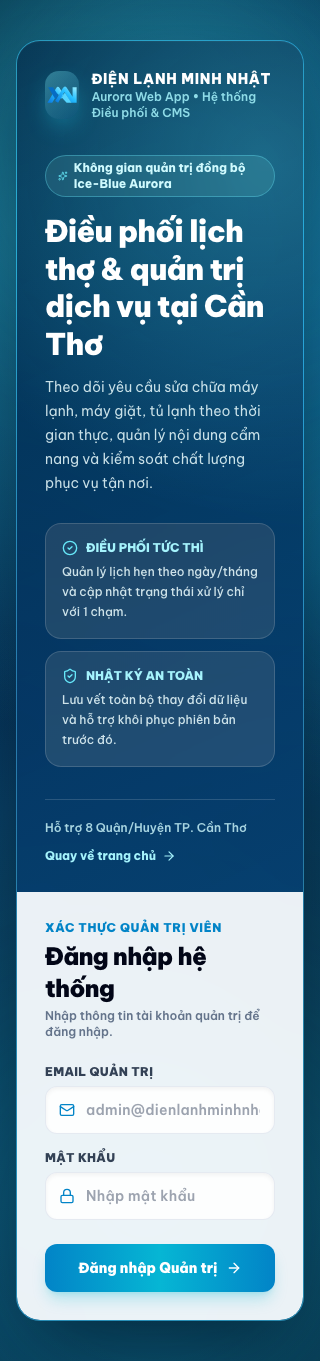 ĐIỆN LẠNH MINH NHẬT
Aurora Web App • Hệ thống
Điều phối & CMS
Không gian quản trị đồng bộ
Ice-Blue Aurora
Điều phối lịch
thợ & quản trị
dịch vụ tại Cần
Thơ
Theo dõi yêu cầu sửa chữa máy
lạnh, máy giặt, tủ lạnh theo thời
gian thực, quản lý nội dung cẩm
nang và kiểm soát chất lượng
phục vụ tận nơi.
ĐIỀU PHỐI TỨC THÌ
Quản lý lịch hẹn theo ngày/tháng
và cập nhật trạng thái xử lý chỉ
với 1 chạm.
NHẬT KÝ AN TOÀN
Lưu vết toàn bộ thay đổi dữ liệu
và hỗ trợ khôi phục phiên bản
trước đó.
Hỗ trợ 8 Quận/Huyện TP. Cần Thơ
Quay về trang chủ
XÁC THỰC QUẢN TRỊ VIÊN
Đăng nhập hệ
thống
Nhập thông tin tài khoản quản trị để
đăng nhập.
EMAIL QUẢN TRỊ
admin@dienlanhminhnh
MẬT KHẨU
Nhập mật khẩu
Đăng nhập Quản trị